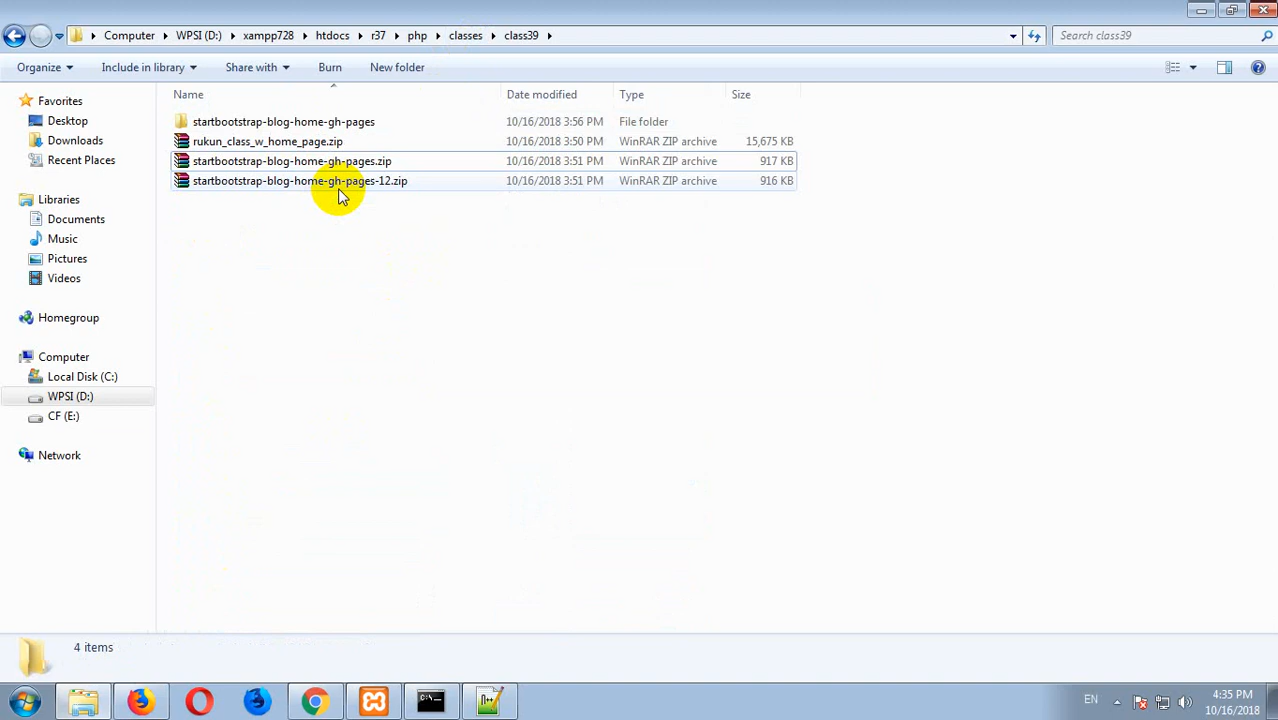 Computer WPSI (D:) xampp728 htdocs r37 php classes class39 Search class39
Organize Include in library Share with Burn New folder
Name Date modified Type Size
Favorites
Desktop
Downloads
Recent Places
Libraries
Documents
Music
Pictures
Videos
Homegroup
Computer
Local Disk (C:)
WPSI (D:)
CF (E:)
Network
startbootstrap-blog-home-gh-pages 10/16/2018 3:56 PM File folder
rukun_class_w_home_page.zip 10/16/2018 3:50 PM WinRAR ZIP archive 15,675 KB
startbootstrap-blog-home-gh-pages.zip 10/16/2018 3:51 PM WinRAR ZIP archive 917 KB
startbootstrap-blog-home-gh-pages-12.zip 10/16/2018 3:51 PM WinRAR ZIP archive 916 KB
4 items
EN
4:35 PM
10/16/2018